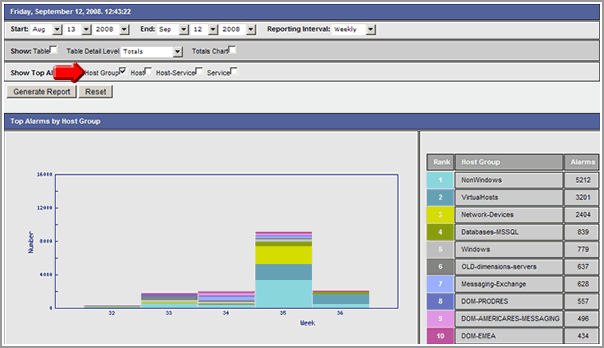 Friday, September 12, 2008. 12:43:22
Start: Aug 13 2008 End: Sep 12 2008 Reporting Interval: Weekly
Show: Table Table Detail Level Totals Totals Chart
Show Top Al Host Group Host Host-Service Service
Generate Report Reset
Top Alarms by Host Group
16000
12000
8000
4000
0
Number
32 33 34 35 36
Week
Rank Host Group Alarms
1 NonWindows 5212
2 VirtualHosts 3201
3 Network-Devices 2404
4 Databases-MSSQL 839
5 Windows 779
6 OLD-dimensions-servers 637
7 Messaging-Exchange 628
8 DOM-PRODRES 557
9 DOM-AMERICARES-MESSAGING 496
10 DOM-EMEA 434